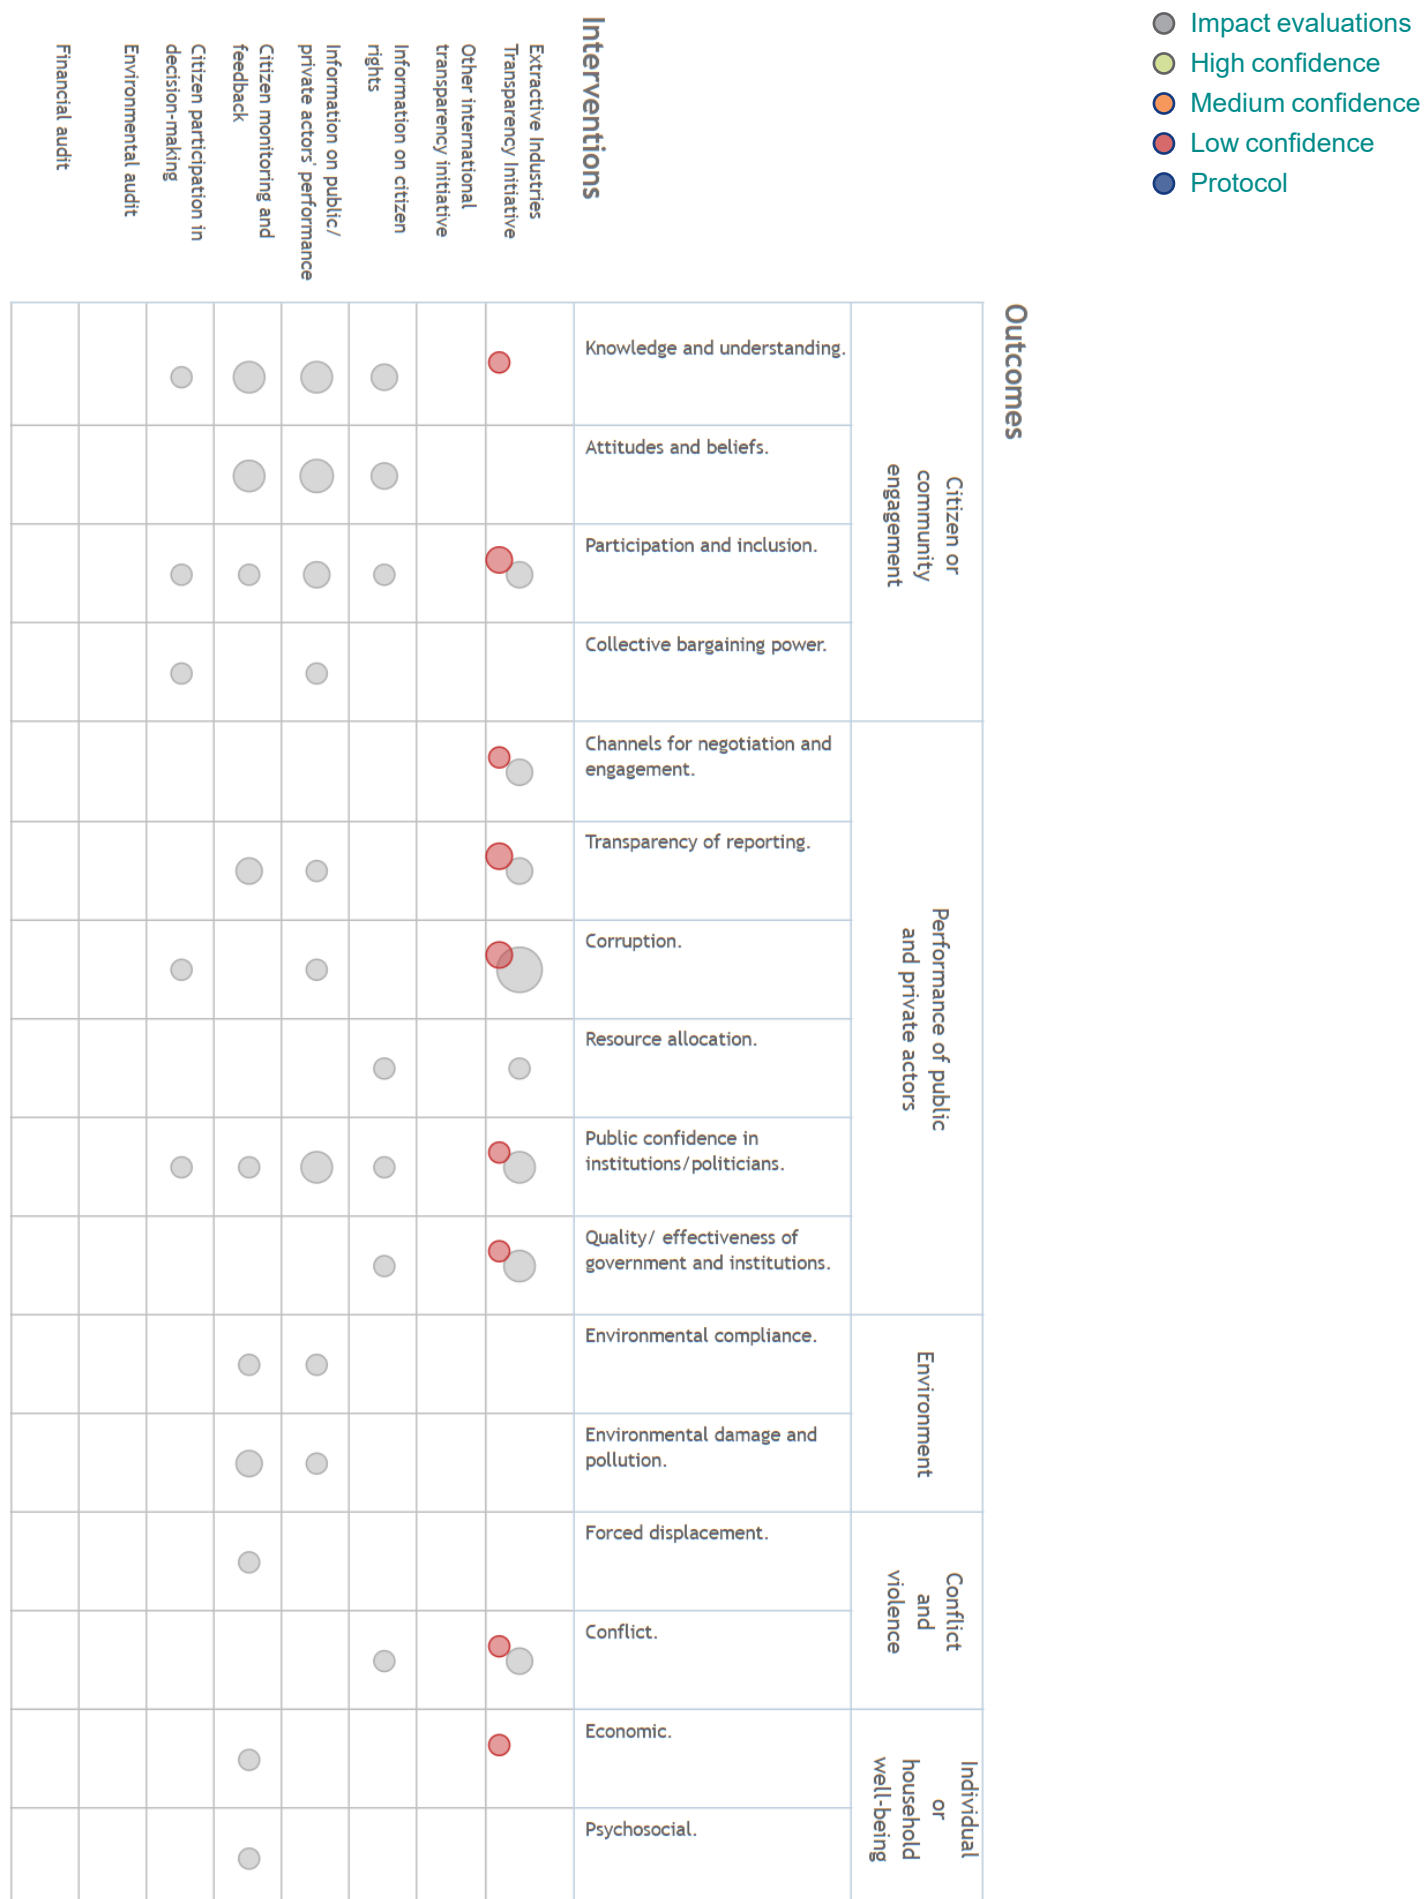 Impact evaluations
High confidence
Medium confidence
Low confidence
Protocol
Interventions
Extractive Industries
Transparency Initiative
Other international
transparency initiative
Information on citizen
rights
Information on public/
private actors' performance
Citizen monitoring and
feedback
Citizen participation in
decision-making
Environmental audit
Financial audit
Outcomes
Citizen or
community
engagement
Knowledge and understanding.
Attitudes and beliefs.
Participation and inclusion.
Collective bargaining power.
Performance of public
and private actors
Channels for negotiation and
engagement.
Transparency of reporting.
Corruption.
Resource allocation.
Public confidence in
institutions/politicians.
Quality/ effectiveness of
government and institutions.
Environment
Environmental compliance.
Environmental damage and
pollution.
Conflict
and
violence
Forced displacement.
Conflict.
Individual
or
household
well-being
Economic.
Psychosocial.